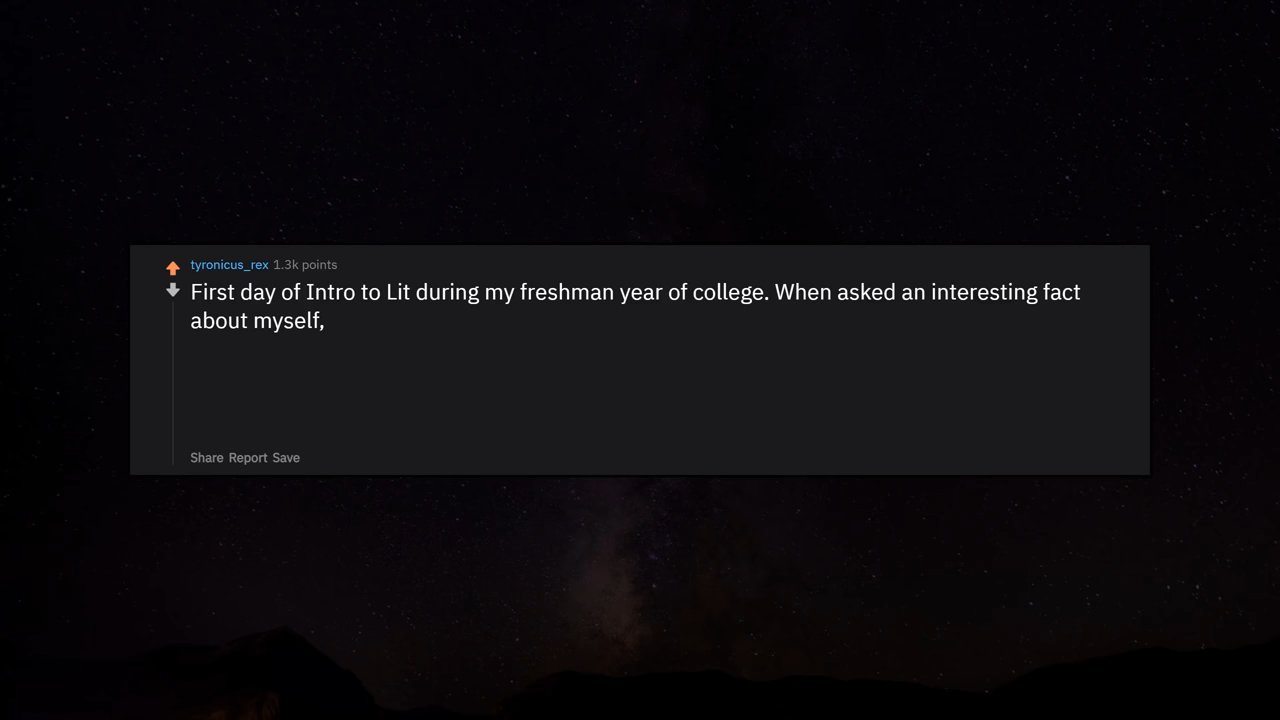 tyronicus_rex 1.3k points
First day of Intro to Lit during my freshman year of college. When asked an interesting fact
about myself,
Share Report Save